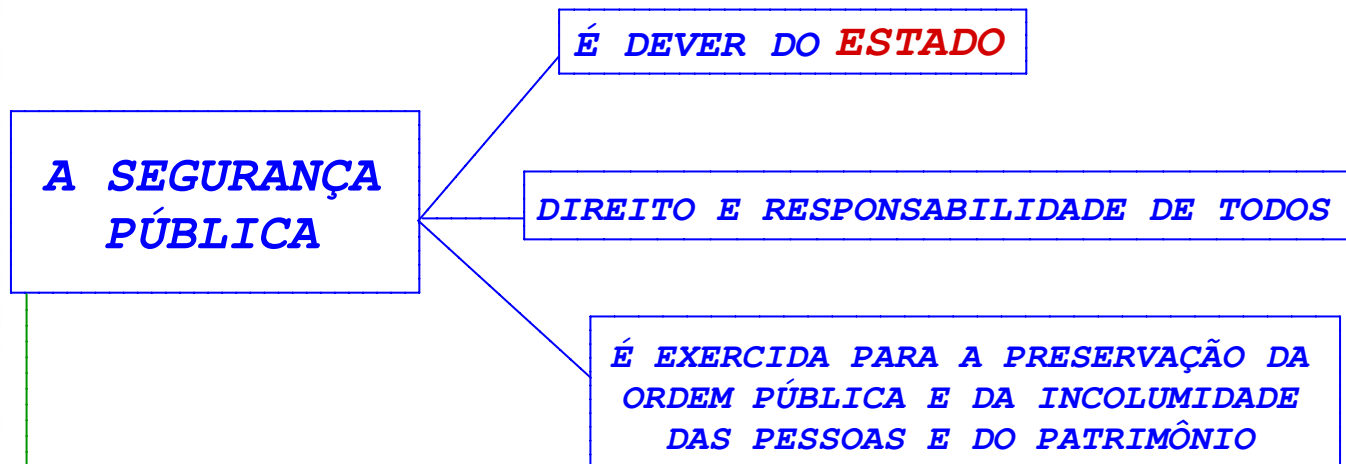 É DEVER DO ESTADO
A SEGURANÇA
PÚBLICA
DIREITO E RESPONSABILIDADE DE TODOS
É EXERCIDA PARA A PRESERVAÇÃO DA
ORDEM PÚBLICA E DA INCOLUMIDADE
DAS PESSOAS E DO PATRIMÔNIO